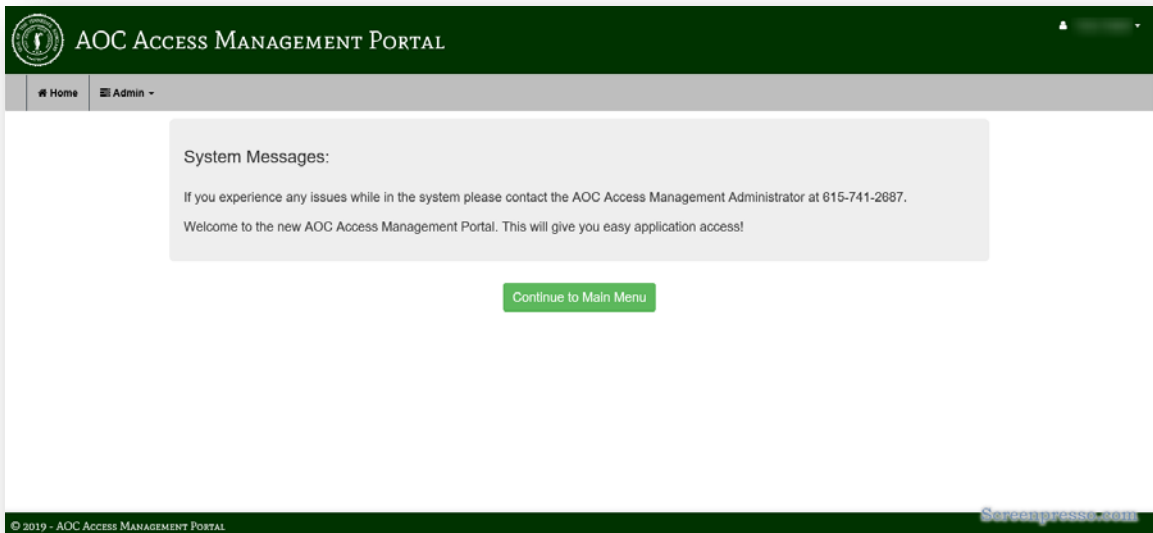 AOC Access Management Portal
Home
Admin
System Messages:
If you experience any issues while in the system please contact the AOC Access Management Administrator at 615-741-2687.
Welcome to the new AOC Access Management Portal. This will give you easy application access!
Continue to Main Menu
© 2019 - AOC Access Management Portal
Screenpresso.com